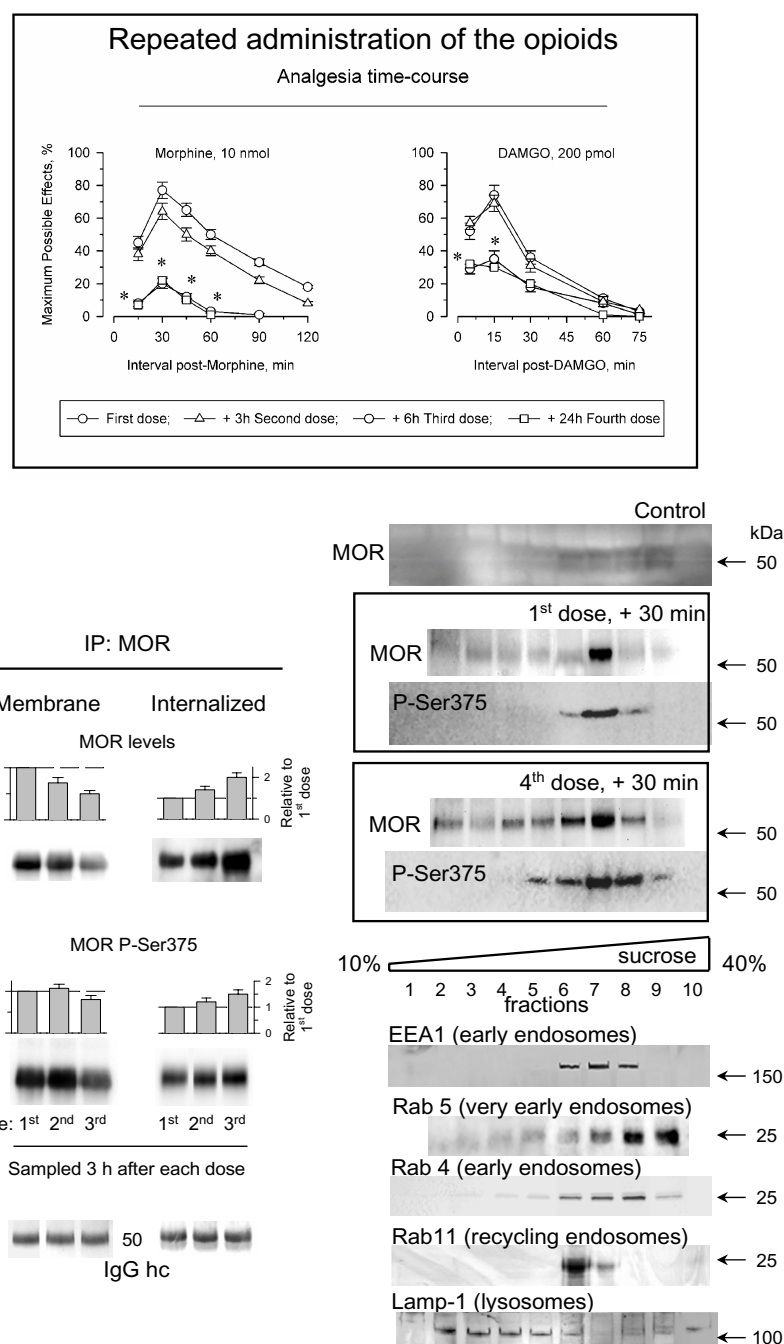 Repeated administration of the opioids
Analgesia time-course
Maximum Possible Effects, %
100
80
60
40
20
0
Morphine, 10 nmol
*
*
*
*
0 30 60 90 120
Interval post-Morphine, min
100
80
60
40
20
0
DAMGO, 200 pmol
*
*
0 15 30 45 60 75
Interval post-DAMGO, min
First dose; + 3h Second dose; + 6h Third dose; + 24h Fourth dose
IP: MOR
Membrane Internalized
MOR levels
2
0
Relative to
1st dose
MOR P-Ser375
2
1
0
Relative to
1st dose
e: 1st 2nd 3rd 1st 2nd 3rd
Sampled 3 h after each dose
50
IgG hc
Control
kDa
MOR
50
1st dose, + 30 min
MOR
50
P-Ser375
50
4th dose, + 30 min
MOR
50
P-Ser375
50
10% sucrose 40%
1 2 3 4 5 6 7 8 9 10
fractions
EEA1 (early endosomes)
150
Rab 5 (very early endosomes)
25
Rab 4 (early endosomes)
25
Rab11 (recycling endosomes)
25
Lamp-1 (lysosomes)
100